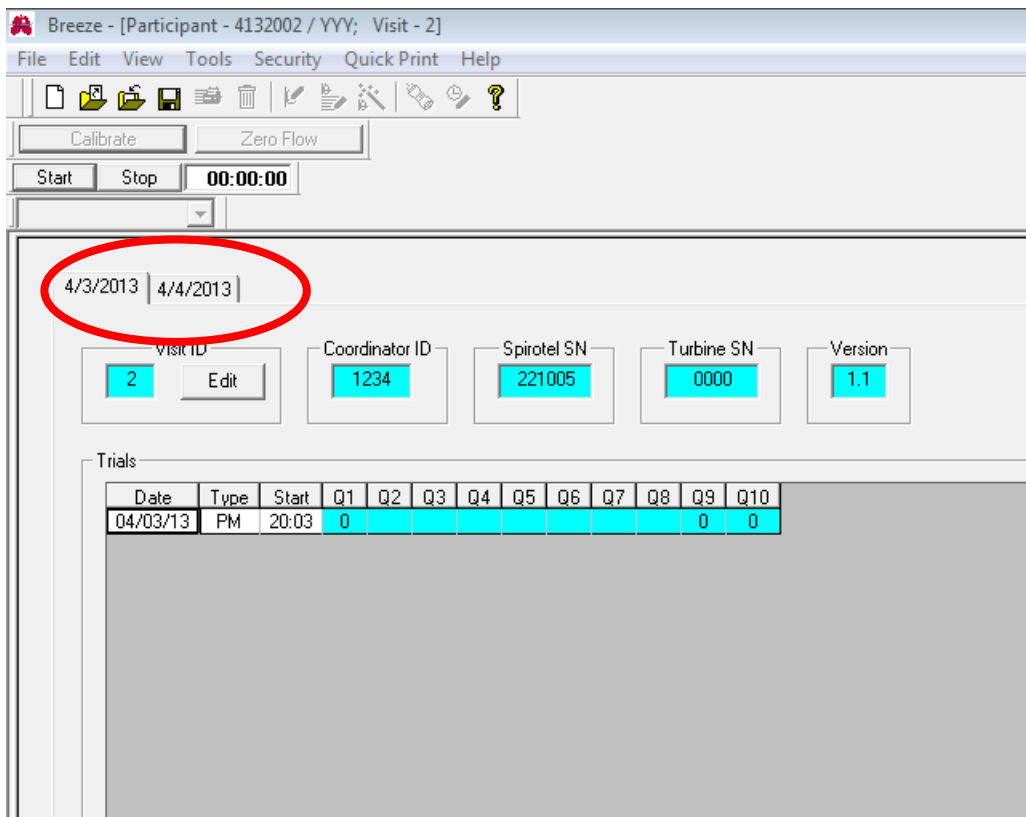 Breeze - [Participant - 4132002 / YYY; Visit - 2]
File Edit View Tools Security Quick Print Help
Calibrate Zero Flow
Start Stop 00:00:00
4/3/2013 4/4/2013
Visit ID Coordinator ID Spirotel SN Turbine SN Version
2 Edit 1234 221005 0000 1.1
Trials
Date Type Start Q1 Q2 Q3 Q4 Q5 Q6 Q7 Q8 Q9 Q10
04/03/13 PM 20:03 0 0 0